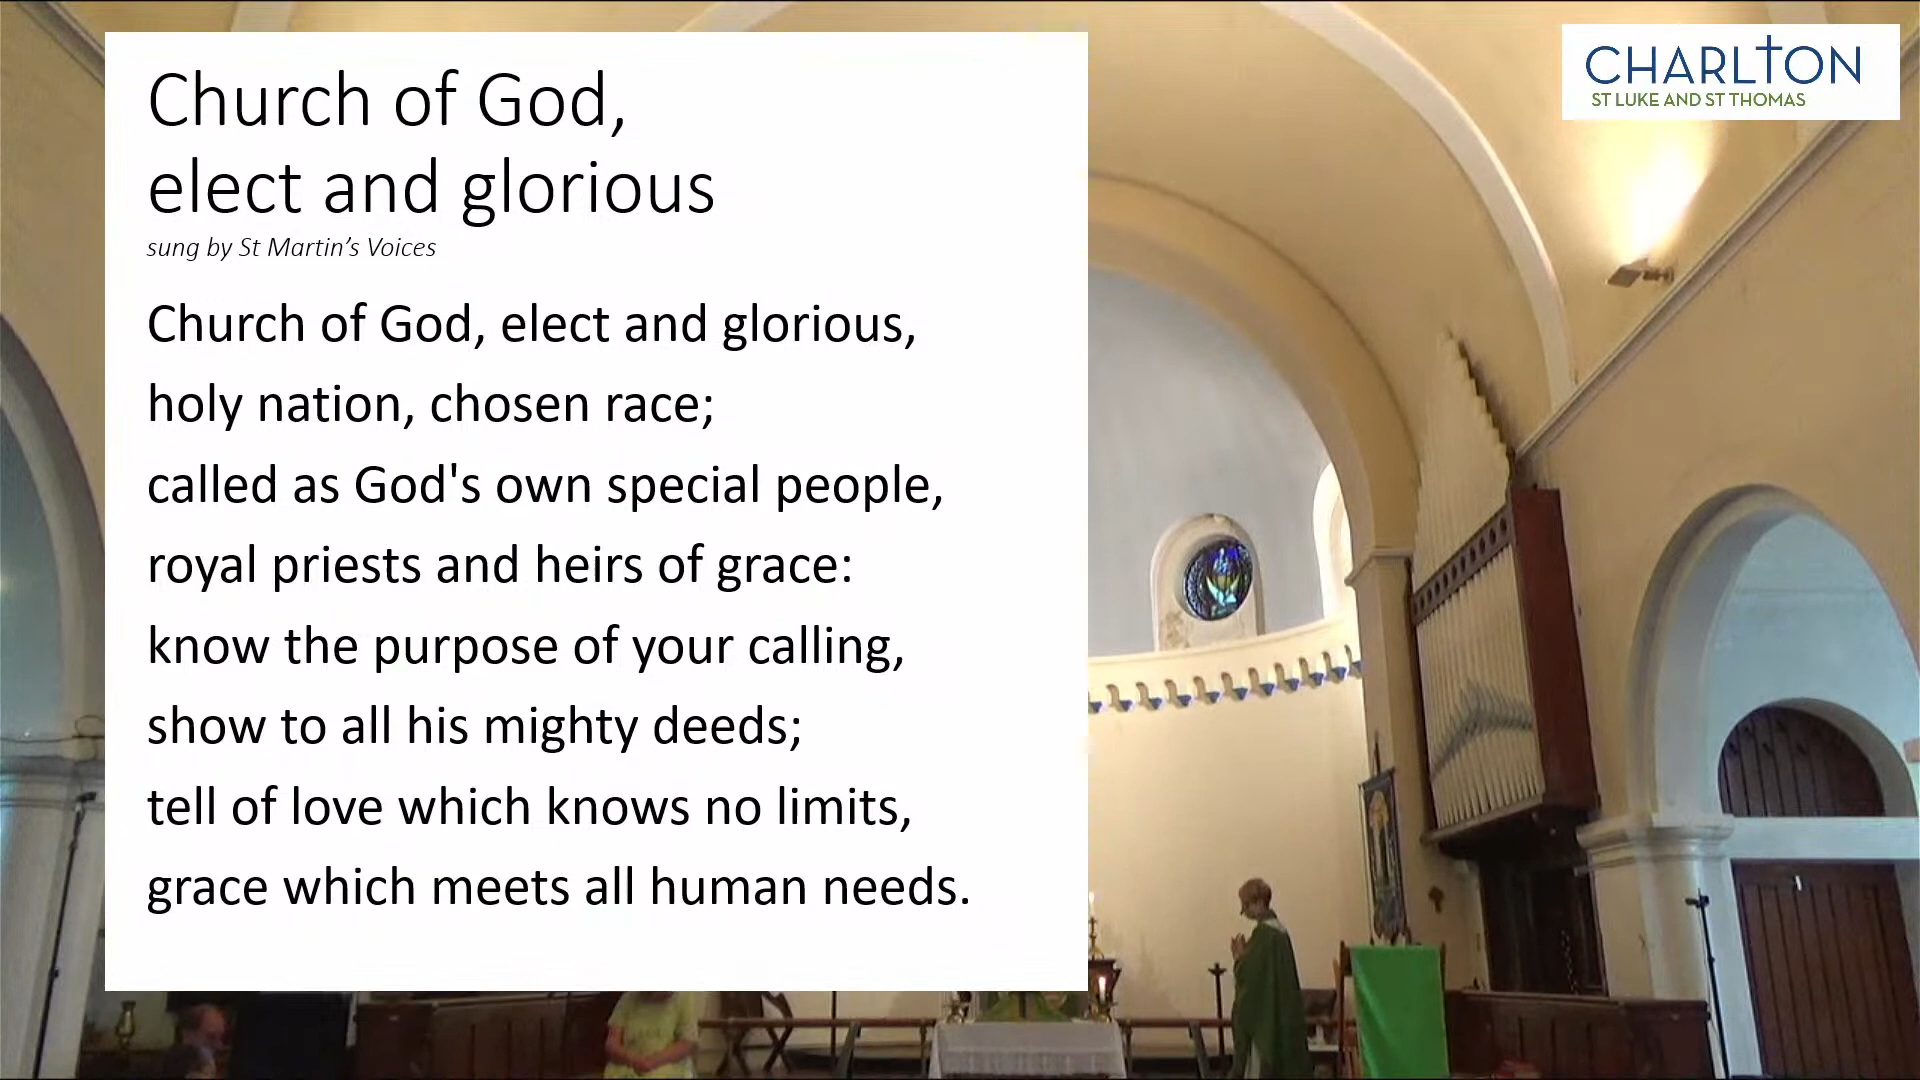 Church of God,
elect and glorious
sung by St Martin’s Voices
Church of God, elect and glorious,
holy nation, chosen race;
called as God's own special people,
royal priests and heirs of grace:
know the purpose of your calling,
show to all his mighty deeds;
tell of love which knows no limits,
grace which meets all human needs.
CHARLTON
ST LUKE AND ST THOMAS